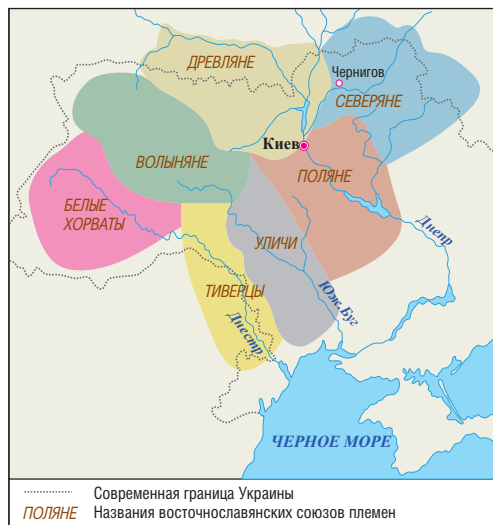 ДРЕВЛЯНЕ
Чернигов
СЕВЕРЯНЕ
Киев
ВОЛЫНЯНЕ
ПОЛЯНЕ
БЕЛЫЕ
ХОРВАТЫ
Днепр
УЛИЧИ
ТИВЕРЦЫ
Юж.Буг
Днестр
ЧЕРНОЕ МОРЕ
Современная граница Украины
ПОЛЯНЕ Названия восточнославянских союзов племен